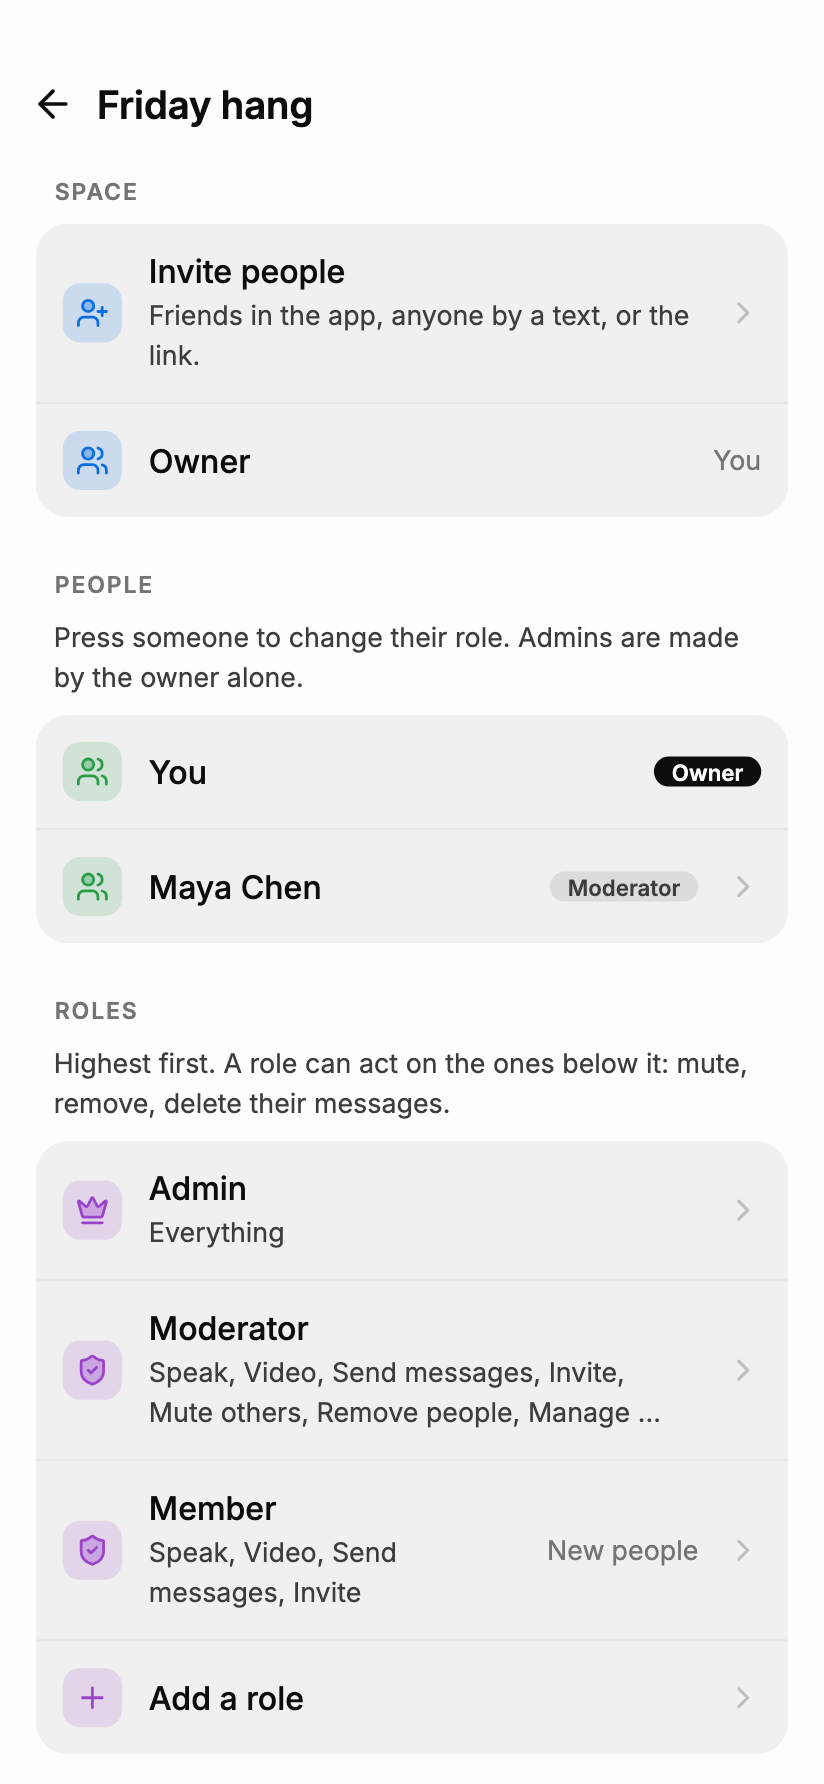 Friday hang
SPACE
Invite people
Friends in the app, anyone by a text, or the
link.
Owner
You
PEOPLE
Press someone to change their role. Admins are made
by the owner alone.
You
Owner
Maya Chen
Moderator
ROLES
Highest first. A role can act on the ones below it: mute,
remove, delete their messages.
Admin
Everything
Moderator
Speak, Video, Send messages, Invite,
Mute others, Remove people, Manage ...
Member
Speak, Video, Send
messages, Invite
New people
Add a role